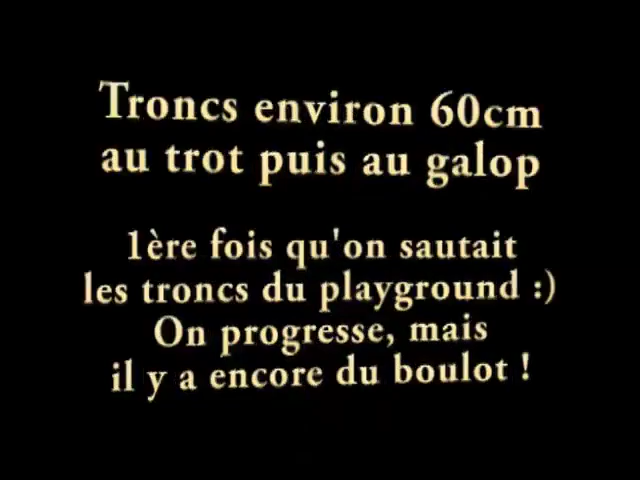 Troncs environ 60cm
au trot puis au galop
1ère fois qu'on sautait
les troncs du playground :)
On progresse, mais
il y a encore du boulot !